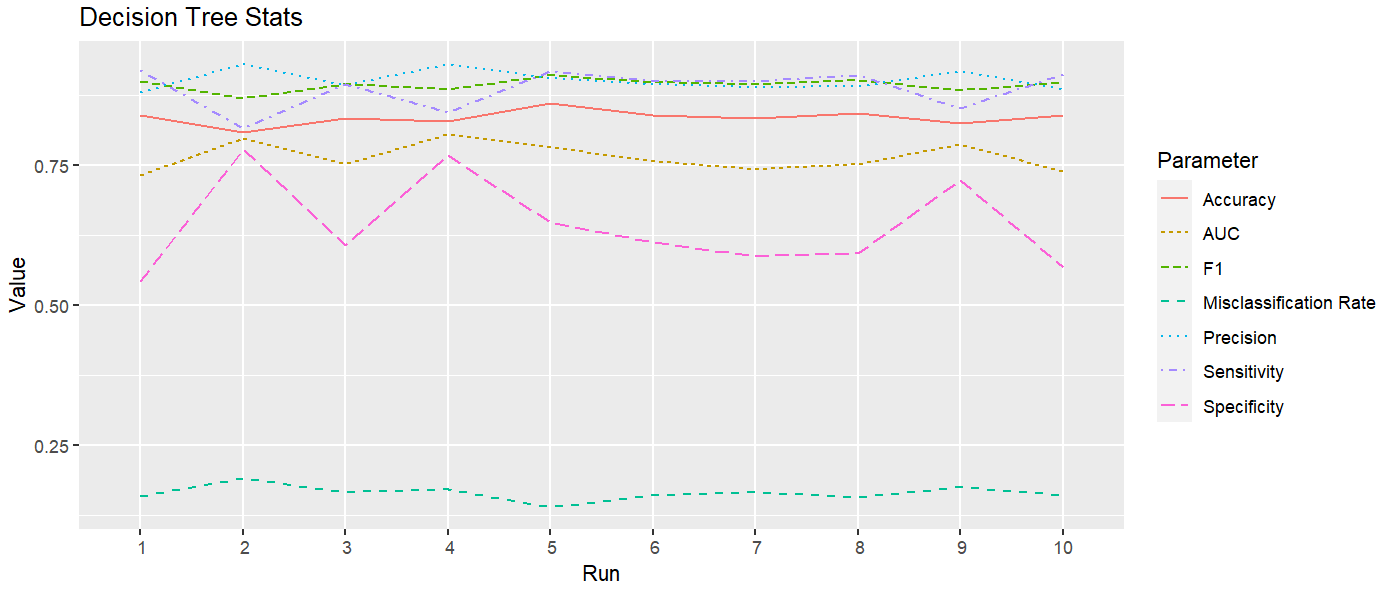 Decision Tree Stats
Value
0.75
0.50
0.25
1 2 3 4 5 6 7 8 9 10
Run
Parameter
Accuracy
AUC
F1
Misclassification Rate
Precision
Sensitivity
Specificity